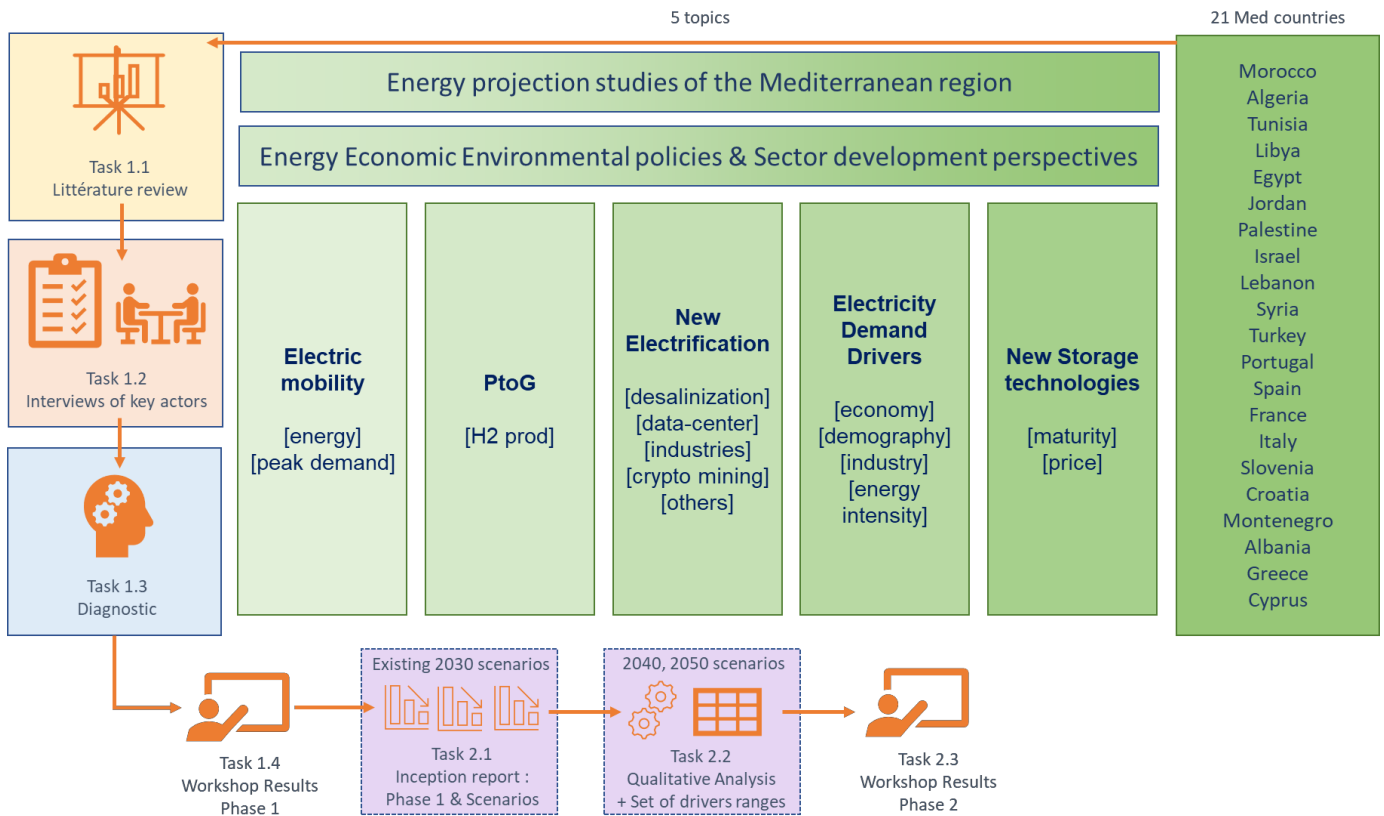 5 topics
21 Med countries
Energy projection studies of the Mediterranean region
Energy Economic Environmental policies & Sector development perspectives
Task 1.1
Littérature review
Task 1.2
Interviews of key actors
Task 1.3
Diagnostic
Electric
mobility
[energy]
[peak demand]
PtoG
[H2 prod]
New
Electrification
[desalinization]
[data-center]
[industries]
[crypto mining]
[others]
Electricity
Demand
Drivers
[economy]
[demography]
[industry]
[energy
intensity]
New Storage
technologies
[maturity]
[price]
Morocco
Algeria
Tunisia
Libya
Egypt
Jordan
Palestine
Israel
Lebanon
Syria
Turkey
Portugal
Spain
France
Italy
Slovenia
Croatia
Montenegro
Albania
Greece
Cyprus
Task 1.4
Workshop Results
Phase 1
Existing 2030 scenarios
Task 2.1
Inception report :
Phase 1 & Scenarios
2040, 2050 scenarios
Task 2.2
Qualitative Analysis
+ Set of drivers ranges
Task 2.3
Workshop Results
Phase 2